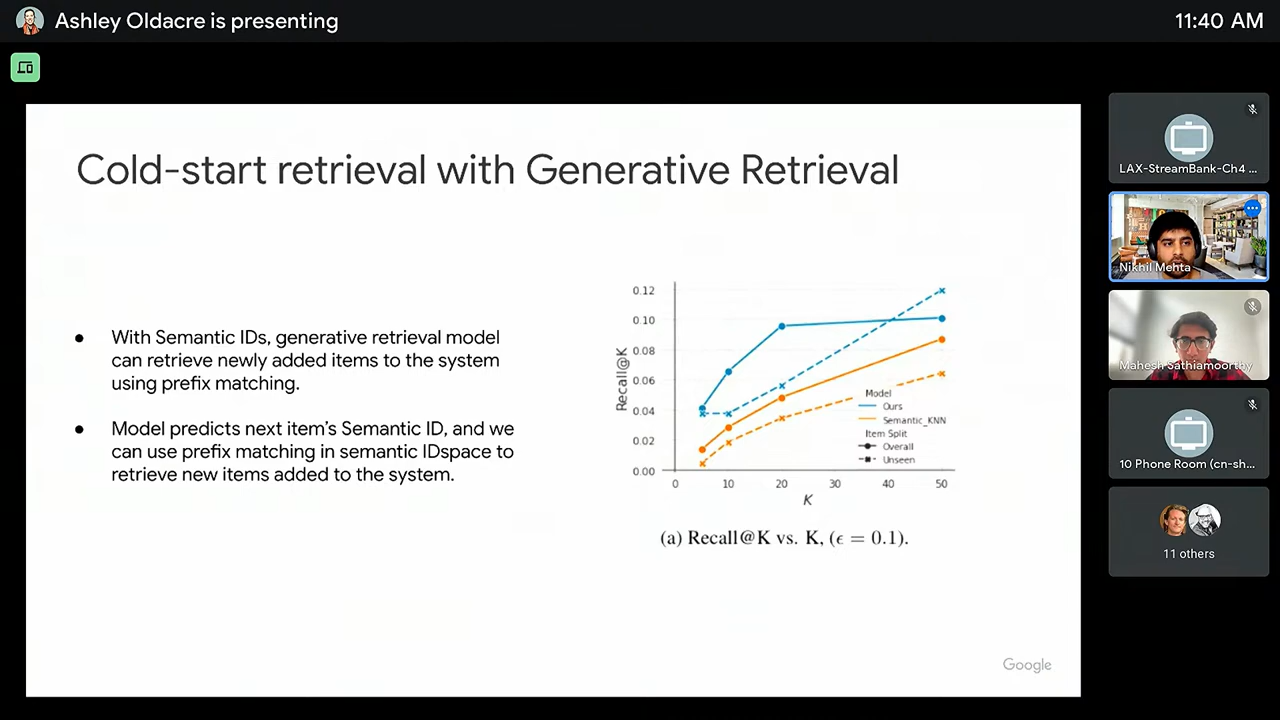 Ashley Oldacre is presenting
11:40 AM
Cold-start retrieval with Generative Retrieval
● With Semantic IDs, generative retrieval model
can retrieve newly added items to the system
using prefix matching.
● Model predicts next item's Semantic ID, and we
can use prefix matching in semantic IDspace to
retrieve new items added to the system.
0.12
0.10
0.08
0.06
0.04
0.02
0.00
Recall@K
0
10
20
30
40
50
K
Model
Ours
Semantic_KNN
Item Split
Overall
Unseen
(a) Recall@K vs. K, (ϵ = 0.1).
Google
LAX-StreamBank-Ch4 ...
Nikhil Mehta
Mahesh Sathiamoorthy
10 Phone Room (cn-sh...
11 others